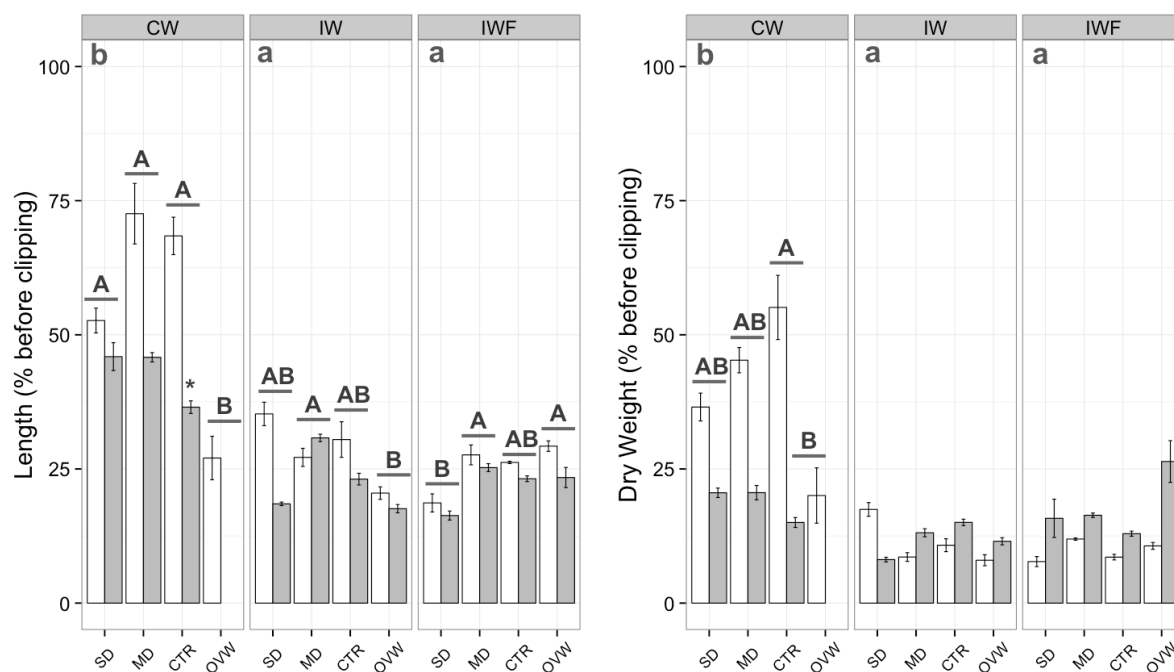 CW IW IWF
b a a
100
75
50
25
0
Length (% before clipping)
A A A B
*
AB A AB B
B A AB A
SD MD CTR OVW SD MD CTR OVW SD MD CTR OVW
CW IW IWF
b a a
100
75
50
25
0
Dry Weight (% before clipping)
AB AB A B
SD MD CTR OVW SD MD CTR OVW SD MD CTR OVW